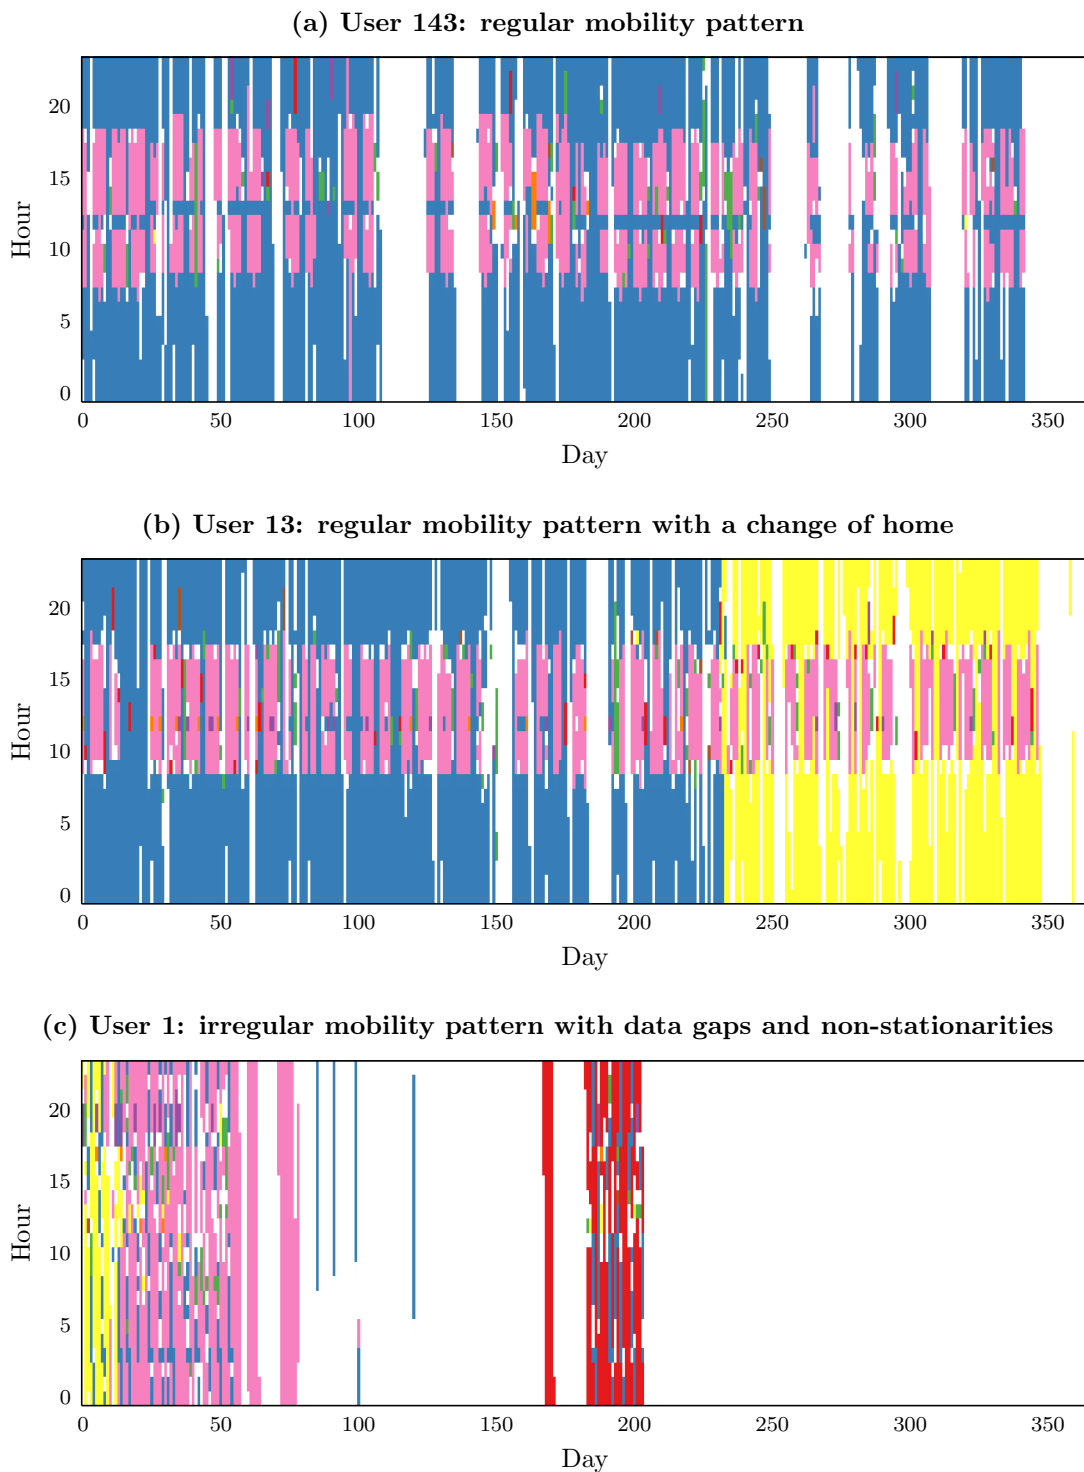 (a) User 143: regular mobility pattern
20
15
10
5
0
Hour
0 50 100 150 200 250 300 350
Day
(b) User 13: regular mobility pattern with a change of home
20
15
10
5
0
Hour
0 50 100 150 200 250 300 350
Day
(c) User 1: irregular mobility pattern with data gaps and non-stationarities
20
15
10
5
0
Hour
0 50 100 150 200 250 300 350
Day